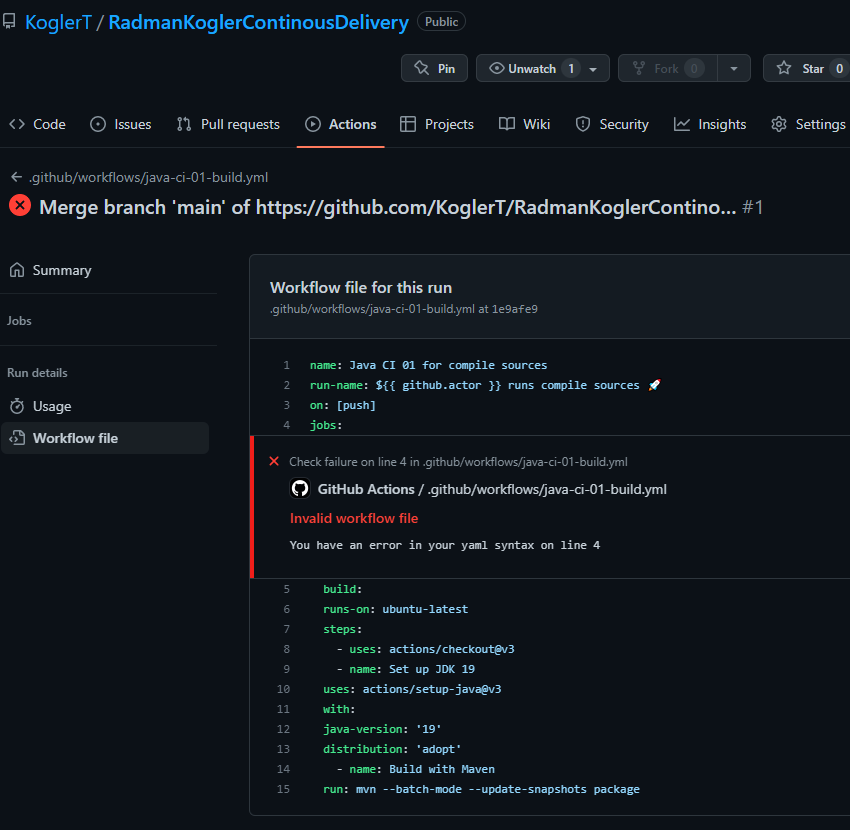 KoglerT / RadmanKoglerContinousDelivery Public
Pin Unwatch 1 Fork 0 Star 0
Code Issues Pull requests Actions Projects Wiki Security Insights Settings
.github/workflows/java-ci-01-build.yml
Merge branch 'main' of https://github.com/KoglerT/RadmanKoglerContino... #1
Summary
Jobs
Run details
Usage
Workflow file
Workflow file for this run
.github/workflows/java-ci-01-build.yml at 1e9afe9
1 name: Java CI 01 for compile sources
2 run-name: ${{ github.actor }} runs compile sources 🚀
3 on: [push]
4 jobs:
Check failure on line 4 in .github/workflows/java-ci-01-build.yml
GitHub Actions / .github/workflows/java-ci-01-build.yml
Invalid workflow file
You have an error in your yaml syntax on line 4
5 build:
6 runs-on: ubuntu-latest
7 steps:
8 - uses: actions/checkout@v3
9 - name: Set up JDK 19
10 uses: actions/setup-java@v3
11 with:
12 java-version: '19'
13 distribution: 'adopt'
14 - name: Build with Maven
15 run: mvn --batch-mode --update-snapshots package